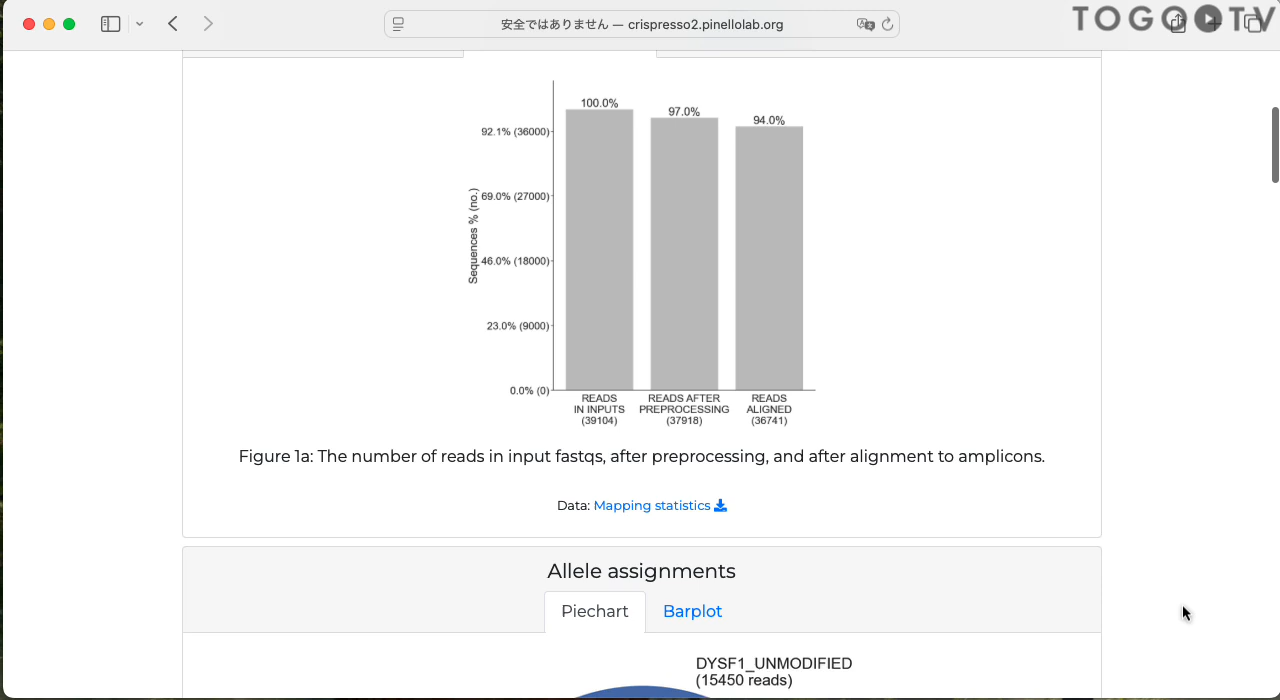 安全ではありません — crispresso2.pinellolab.org
TOGO TV
100.0%
97.0%
94.0%
92.1% (36000)
69.0% (27000)
46.0% (18000)
23.0% (9000)
0.0% (0)
Sequences % (no.)
READS
IN INPUTS
(39104)
READS AFTER
PREPROCESSING
(37918)
READS
ALIGNED
(36741)
Figure 1a: The number of reads in input fastqs, after preprocessing, and after alignment to amplicons.
Data: Mapping statistics
Allele assignments
Piechart
Barplot
DYSF1_UNMODIFIED
(15450 reads)